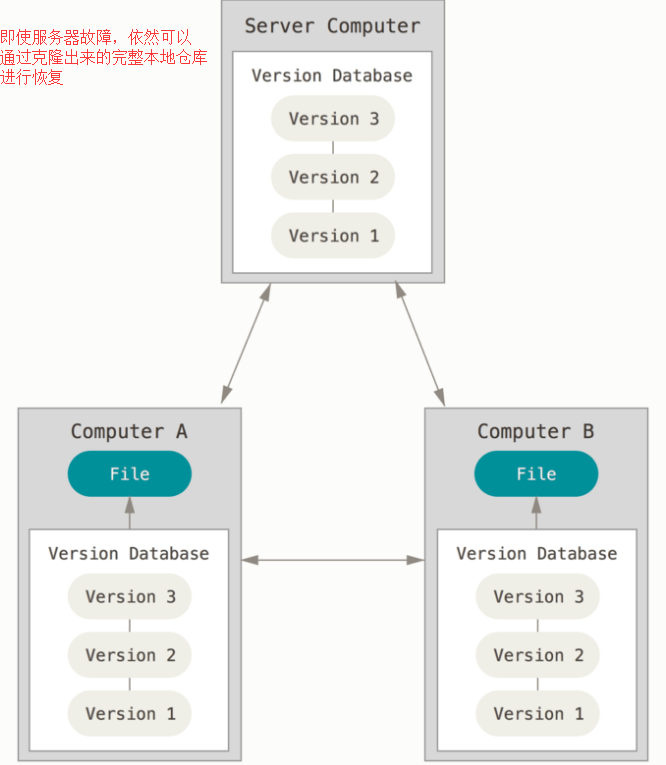 即使服务器故障，依然可以
通过克隆出来的完整本地仓库
进行恢复
Server Computer
Version Database
Version 3
Version 2
Version 1
Computer A
File
Version Database
Version 3
Version 2
Version 1
Computer B
File
Version Database
Version 3
Version 2
Version 1